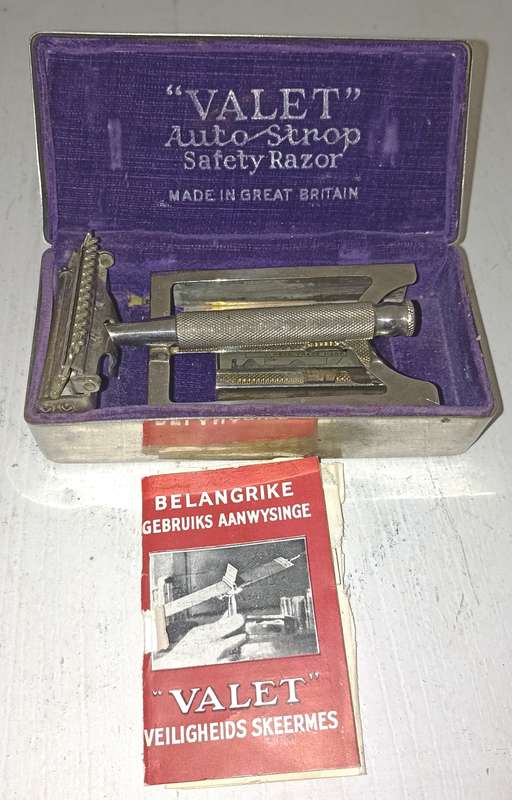 "VALET"
Auto Strop
Safety Razor
MADE IN GREAT BRITAIN
BELANGRIKE
GEBRUIKS AANWYSINGE
"VALET"
VEILIGHEIDS SKEERMES